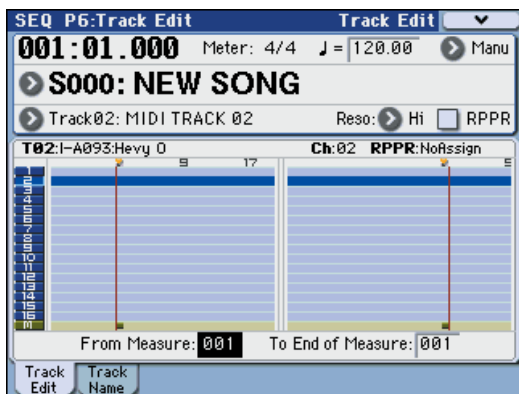 SEQ P6:Track Edit Track Edit
001:01.000 Meter: 4/4 ♩= 120.00 Manu
S000: NEW SONG
Track02: MIDI TRACK 02 Reso: Hi RPPR
T02:I-A093:Hevy O Ch:02 RPPR:NoAssign
9 17 E
1
2
3
4
5
6
7
8
9
10
11
12
13
14
15
16
M
From Measure: 001 To End of Measure: 001
Track Edit Track Name